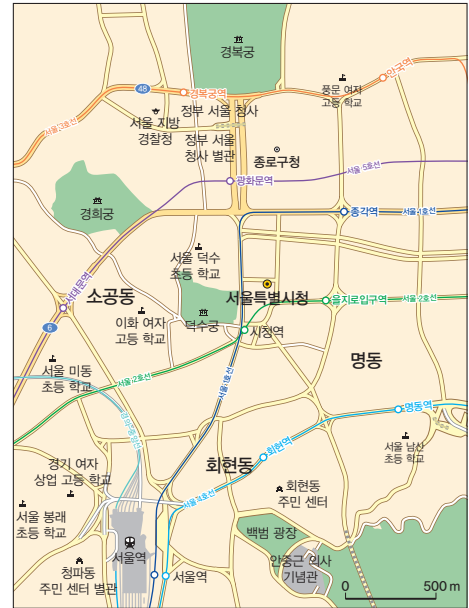 경복궁
안국역
48
경복궁역
풍문 여자
고등 학교
정부 서울 청사
서울 지방
경찰청
정부 서울
청사 별관
서울·3호선
종로구청
서울·5호선
광화문역
경희궁
종각역
서울·1호선
서울 덕수
초등 학교
서대문역
소공동
서울특별시청
을지로입구역
서울·2호선
이화 여자
고등 학교
덕수궁
시청역
6
명동
서울 미동
초등 학교
서울·2호선
서울·1호선
명동역
회현역
서울 남산
초등 학교
경기 여자
상업 고등 학교
회현동
회현동
주민 센터
서울·4호선
서울 봉래
초등 학교
백범 광장
서울역
안중근 의사
기념관
청파동
주민 센터 별관
서울역
0 500 m